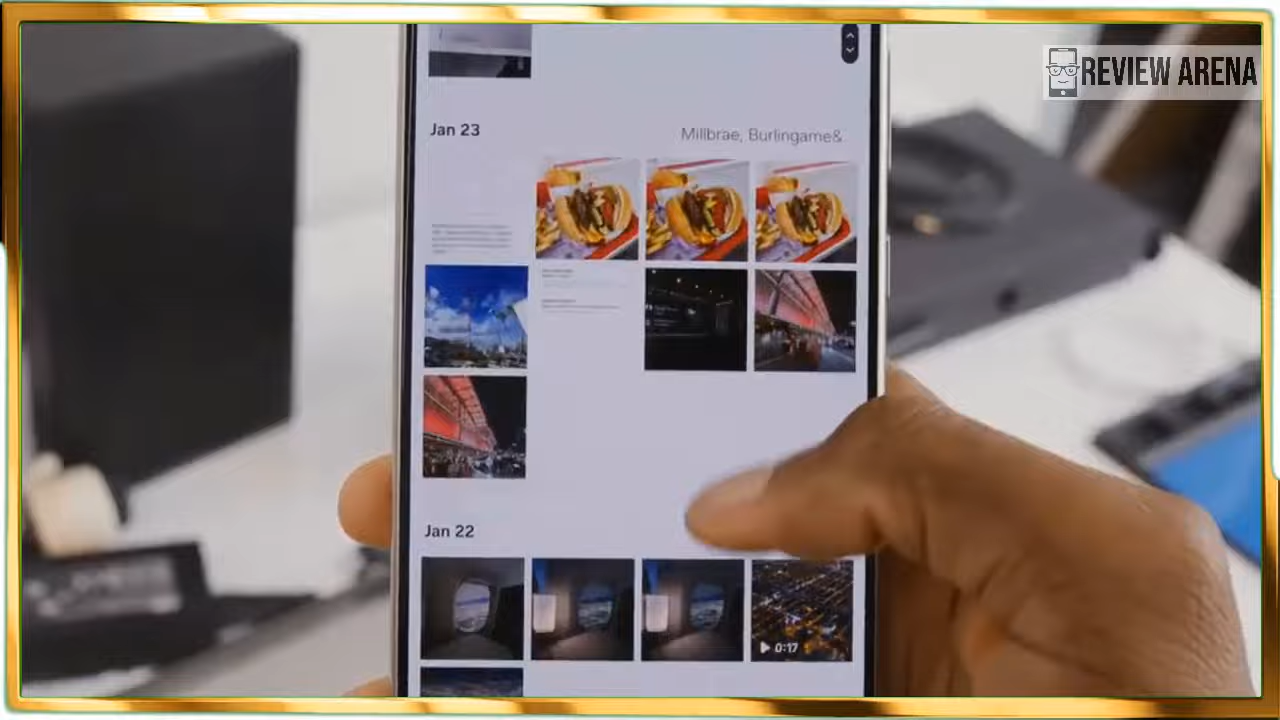 REVIEW ARENA
Jan 23
Millbrae, Burlingame&
Jan 22
0:17